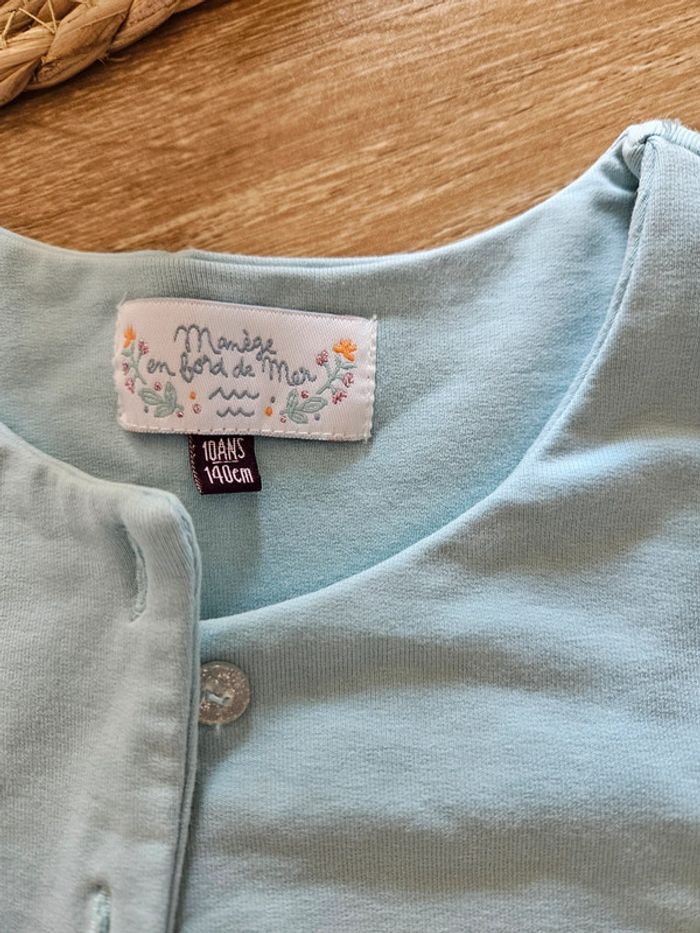 Manège
en bord de Mer
10ANS
140cm